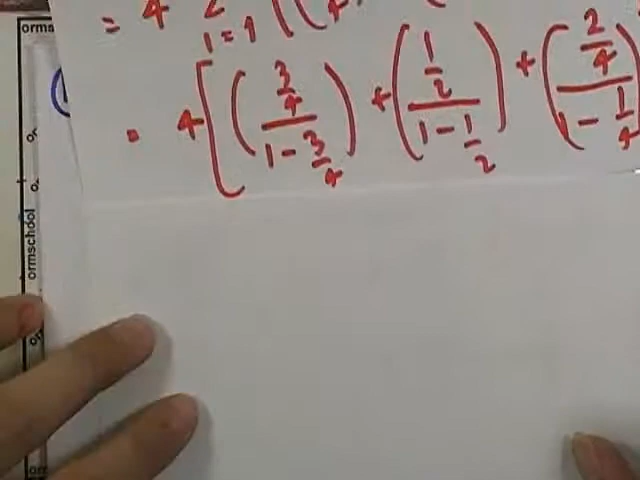 = 4 Σ i=1
= 4[((3/4)/(1-3/4)) + ((1/2)/(1-1/2)) + ((2/4)/(1-1/4)
ormschool